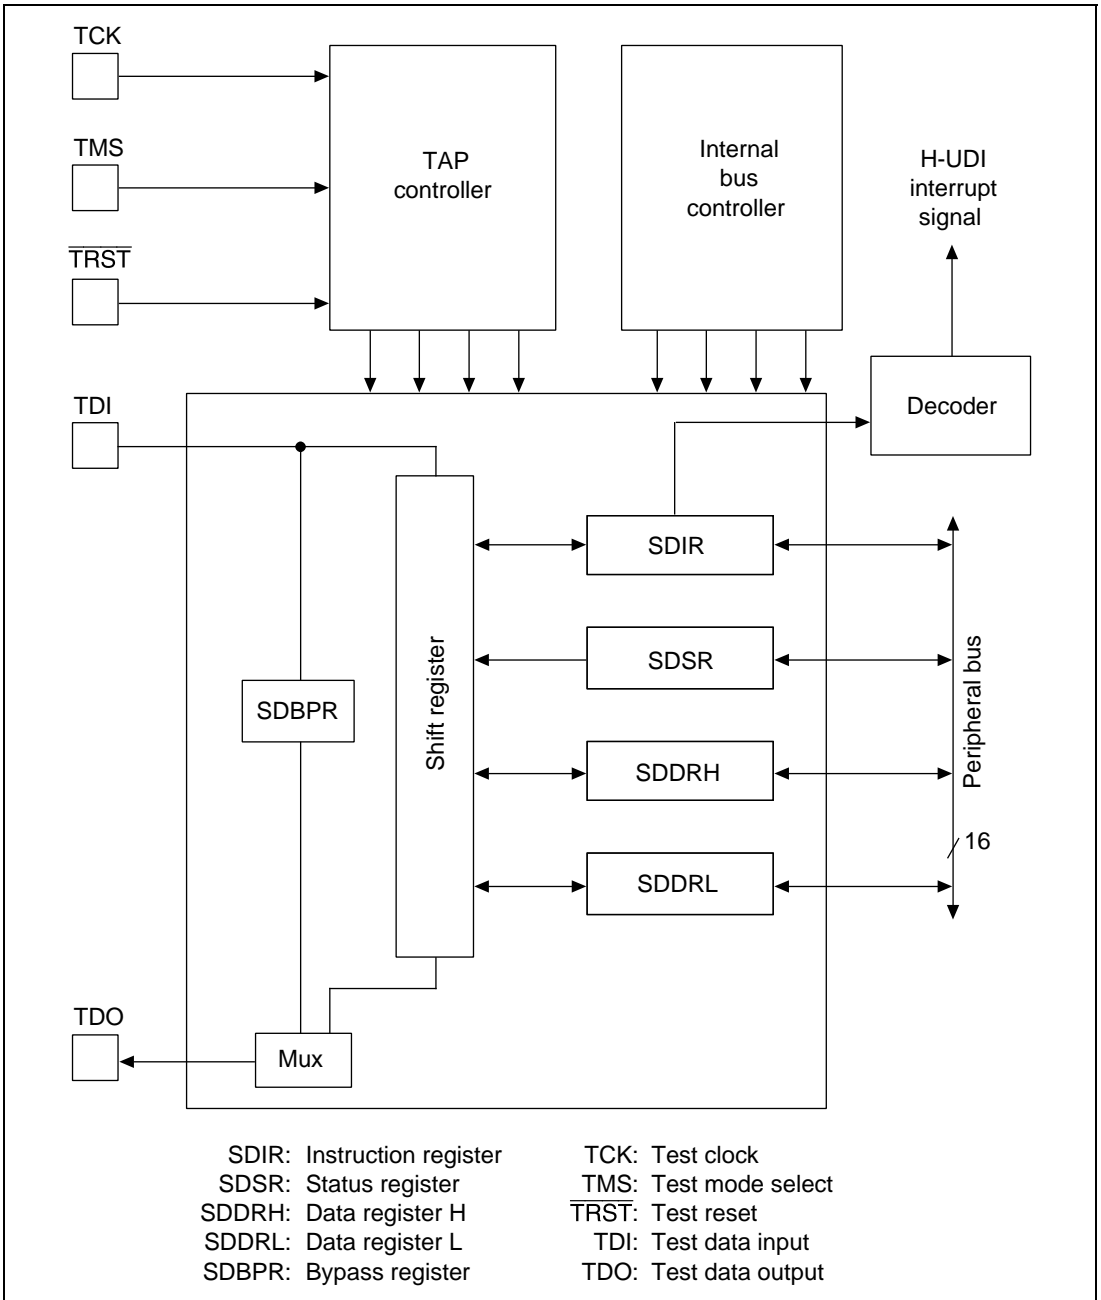 TCK
TMS
TRST
TDI
TDO
TAP
controller
Internal
bus
controller
H-UDI
interrupt
signal
Decoder
SDIR
SDSR
SDDRH
SDDRL
SDBPR
Shift register
Mux
Peripheral bus
16
SDIR: Instruction register
SDSR: Status register
SDDRH: Data register H
SDDRL: Data register L
SDBPR: Bypass register
TCK: Test clock
TMS: Test mode select
TRST: Test reset
TDI: Test data input
TDO: Test data output